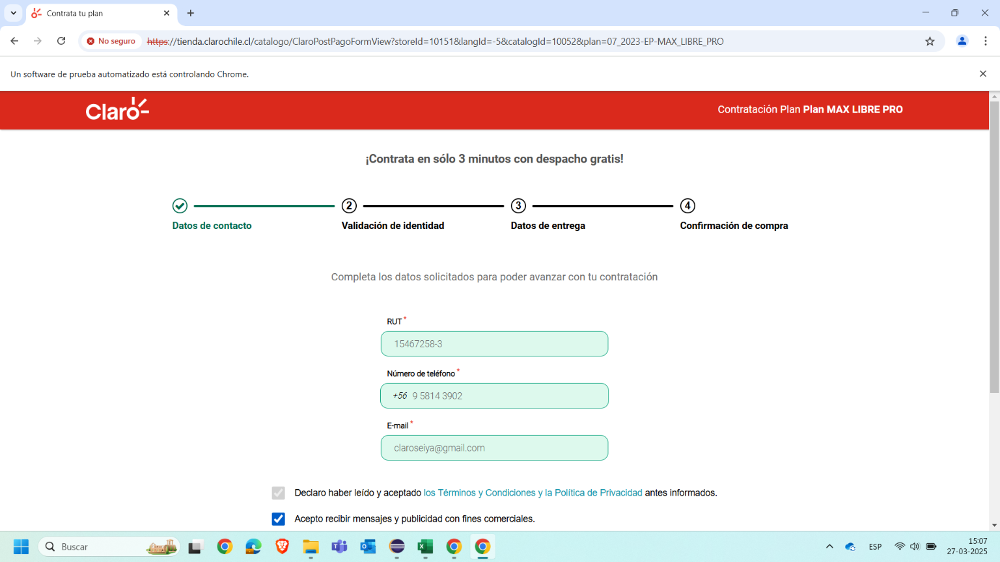 Contrata tu plan
No seguro
https://tienda.clarochile.cl/catalogo/ClaroPostPagoFormView?storeId=10151&langId=-5&catalogId=10052&plan=07_2023-EP-MAX_LIBRE_PRO
Un software de prueba automatizado está controlando Chrome.
Claro
Contratación Plan Plan MAX LIBRE PRO
¡Contrata en sólo 3 minutos con despacho gratis!
2 3 4
Datos de contacto Validación de identidad Datos de entrega Confirmación de compra
Completa los datos solicitados para poder avanzar con tu contratación
RUT *
15467258-3
Número de teléfono *
+56 9 5814 3902
E-mail *
claroseiya@gmail.com
Declaro haber leído y aceptado los Términos y Condiciones y la Política de Privacidad antes informados.
Acepto recibir mensajes y publicidad con fines comerciales.
Buscar
ESP
15:07
27-03-2025